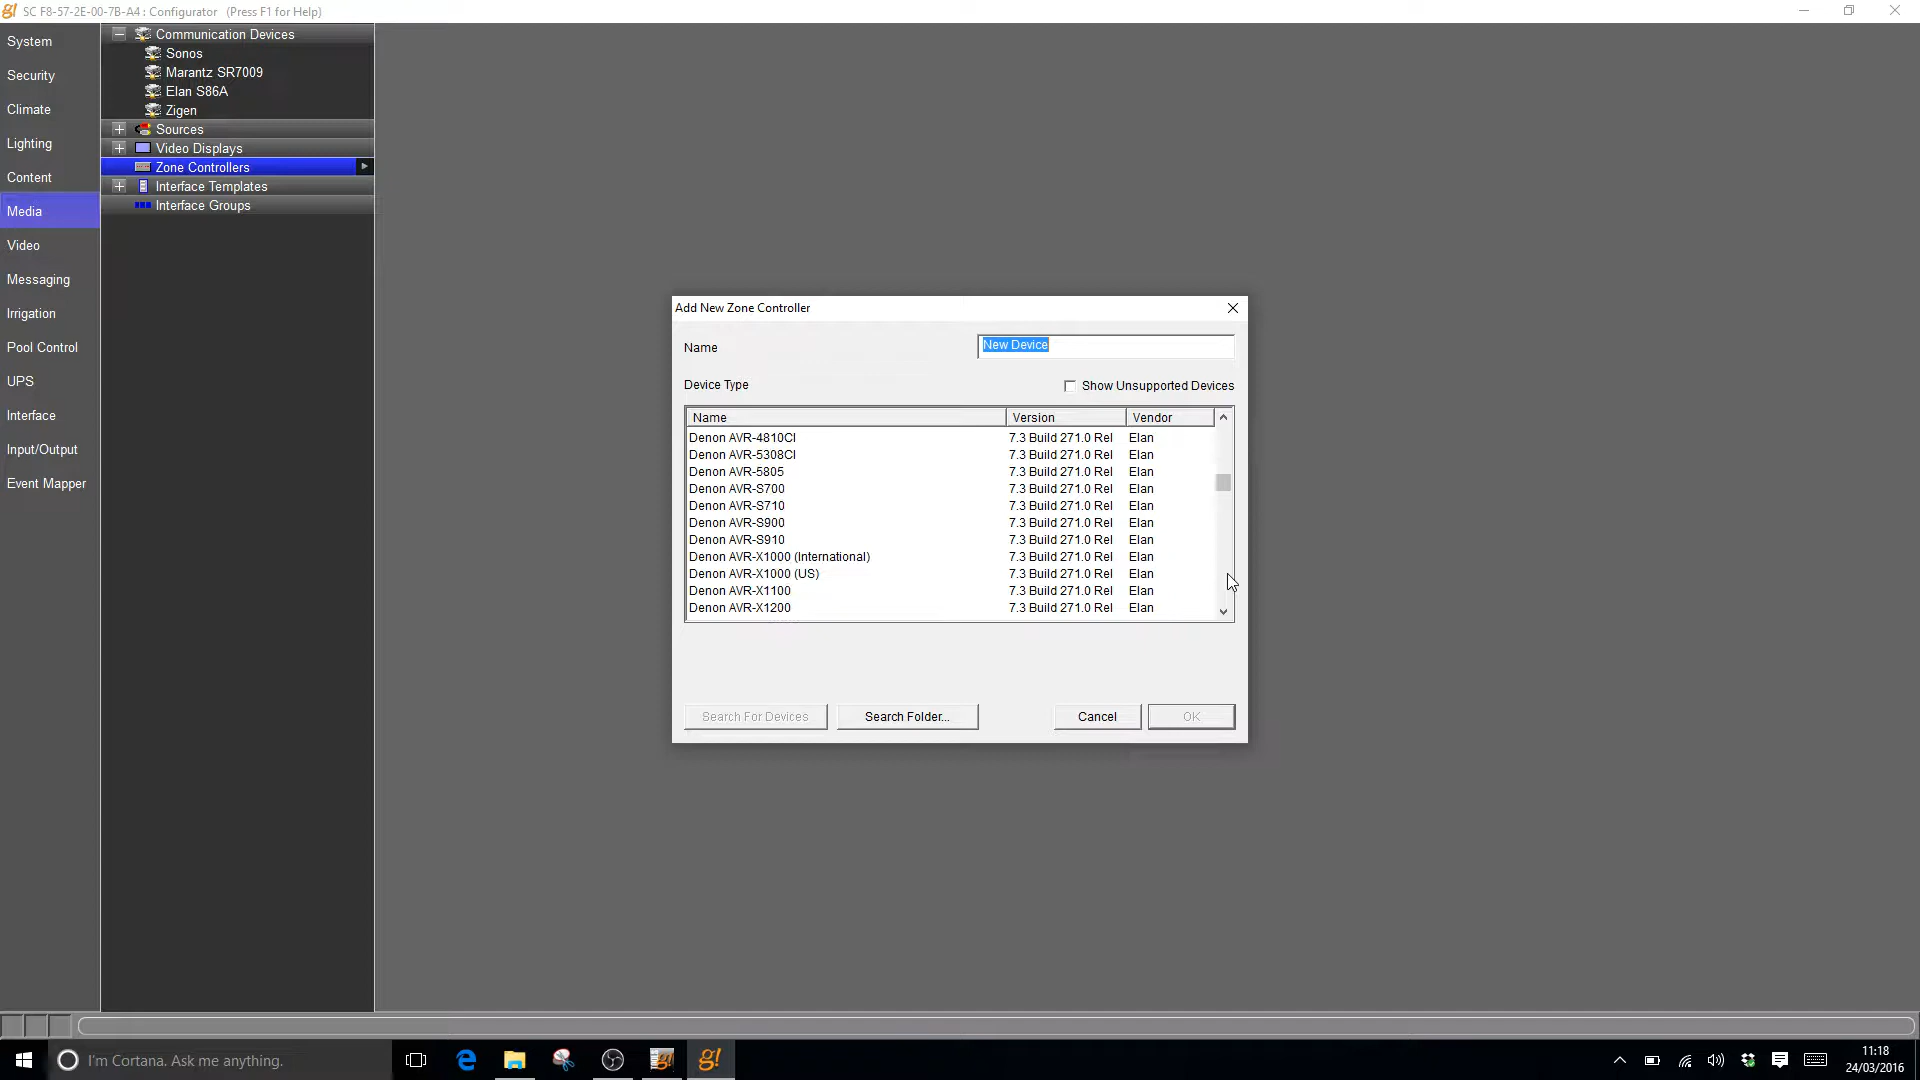 g! SC F8-57-2E-00-7B-A4 : Configurator (Press F1 for Help)
System
Security
Climate
Lighting
Content
Media
Video
Messaging
Irrigation
Pool Control
UPS
Interface
Input/Output
Event Mapper
Communication Devices
Sonos
Marantz SR7009
Elan S86A
Zigen
Sources
Video Displays
Zone Controllers
Interface Templates
Interface Groups
Add New Zone Controller
Name New Device
Device Type Show Unsupported Devices
Name Version Vendor
Denon AVR-4810CI 7.3 Build 271.0 Rel Elan
Denon AVR-5308CI 7.3 Build 271.0 Rel Elan
Denon AVR-5805 7.3 Build 271.0 Rel Elan
Denon AVR-S700 7.3 Build 271.0 Rel Elan
Denon AVR-S710 7.3 Build 271.0 Rel Elan
Denon AVR-S900 7.3 Build 271.0 Rel Elan
Denon AVR-S910 7.3 Build 271.0 Rel Elan
Denon AVR-X1000 (International) 7.3 Build 271.0 Rel Elan
Denon AVR-X1000 (US) 7.3 Build 271.0 Rel Elan
Denon AVR-X1100 7.3 Build 271.0 Rel Elan
Denon AVR-X1200 7.3 Build 271.0 Rel Elan
Search For Devices Search Folder... Cancel OK
I'm Cortana. Ask me anything.
g! g!
11:18
24/03/2016